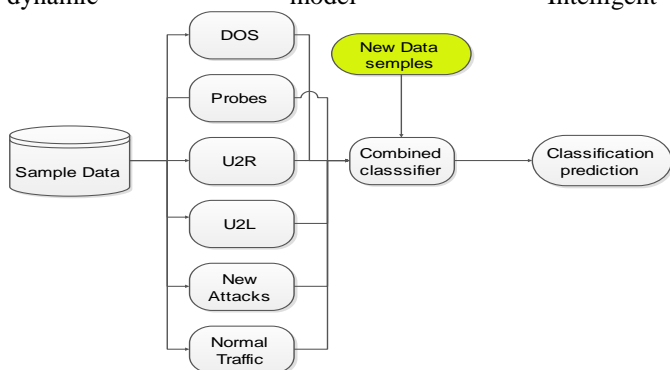 dynamic model Intelligent
DOS
New Data
semples
Probes
Sample Data
U2R
Combined
classsifier
Classification
prediction
U2L
New
Attacks
Normal
Traffic